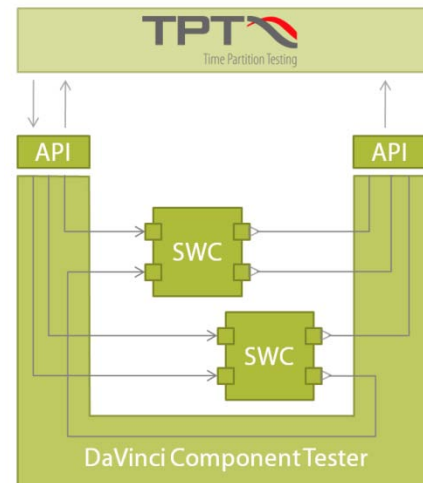 TPT
Time Partition Testing
API
API
SWC
SWC
DaVinci Component Tester